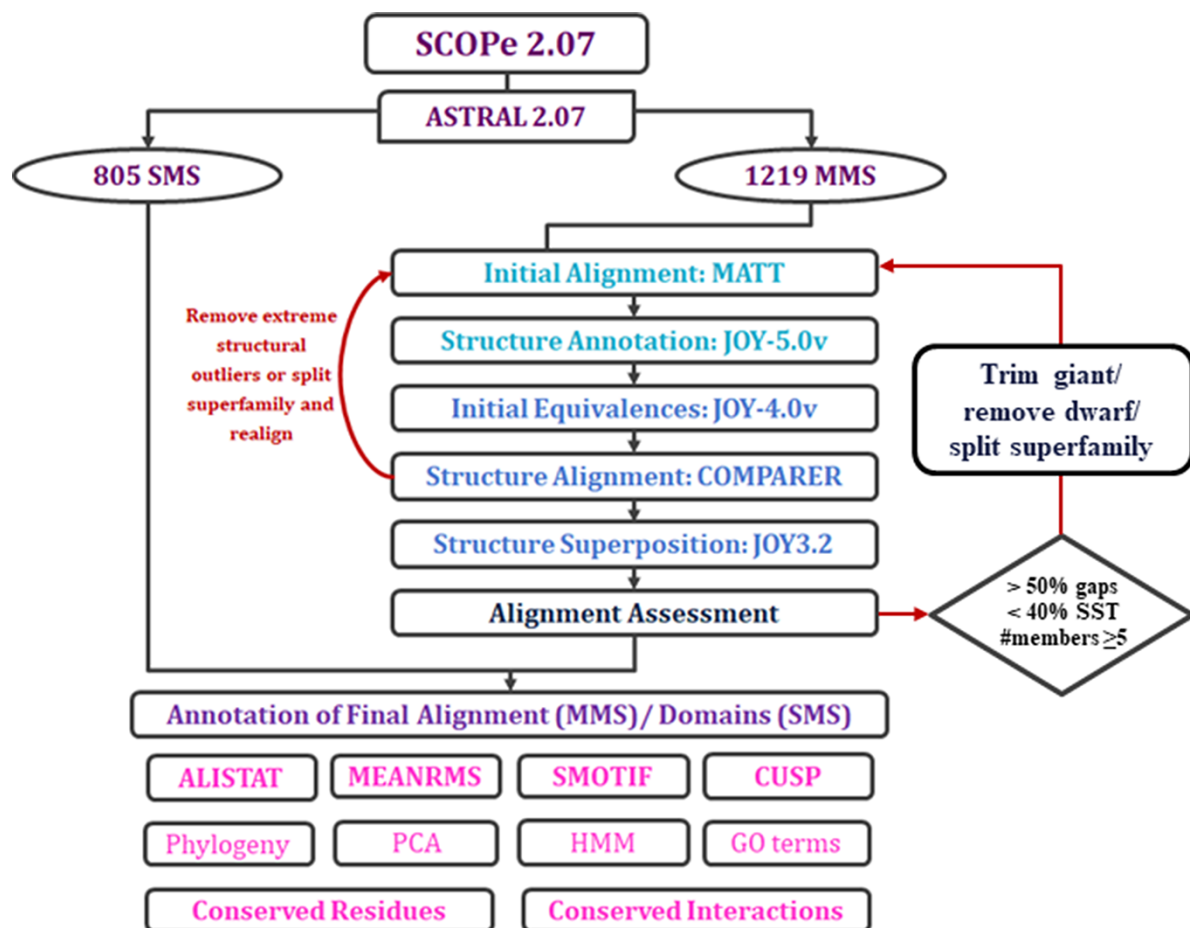 SCOPe 2.07
ASTRAL 2.07
805 SMS
1219 MMS
Initial Alignment: MATT
Structure Annotation: JOY-5.0v
Initial Equivalences: JOY-4.0v
Structure Alignment: COMPARER
Structure Superposition: JOY3.2
Alignment Assessment
Remove extreme
structural
outliers or split
superfamily and
realign
Trim giant/
remove dwarf/
split superfamily
> 50% gaps
< 40% SST
#members ≥5
Annotation of Final Alignment (MMS)/ Domains (SMS)
ALISTAT
MEANRMS
SMOTIF
CUSP
Phylogeny
PCA
HMM
GO terms
Conserved Residues
Conserved Interactions